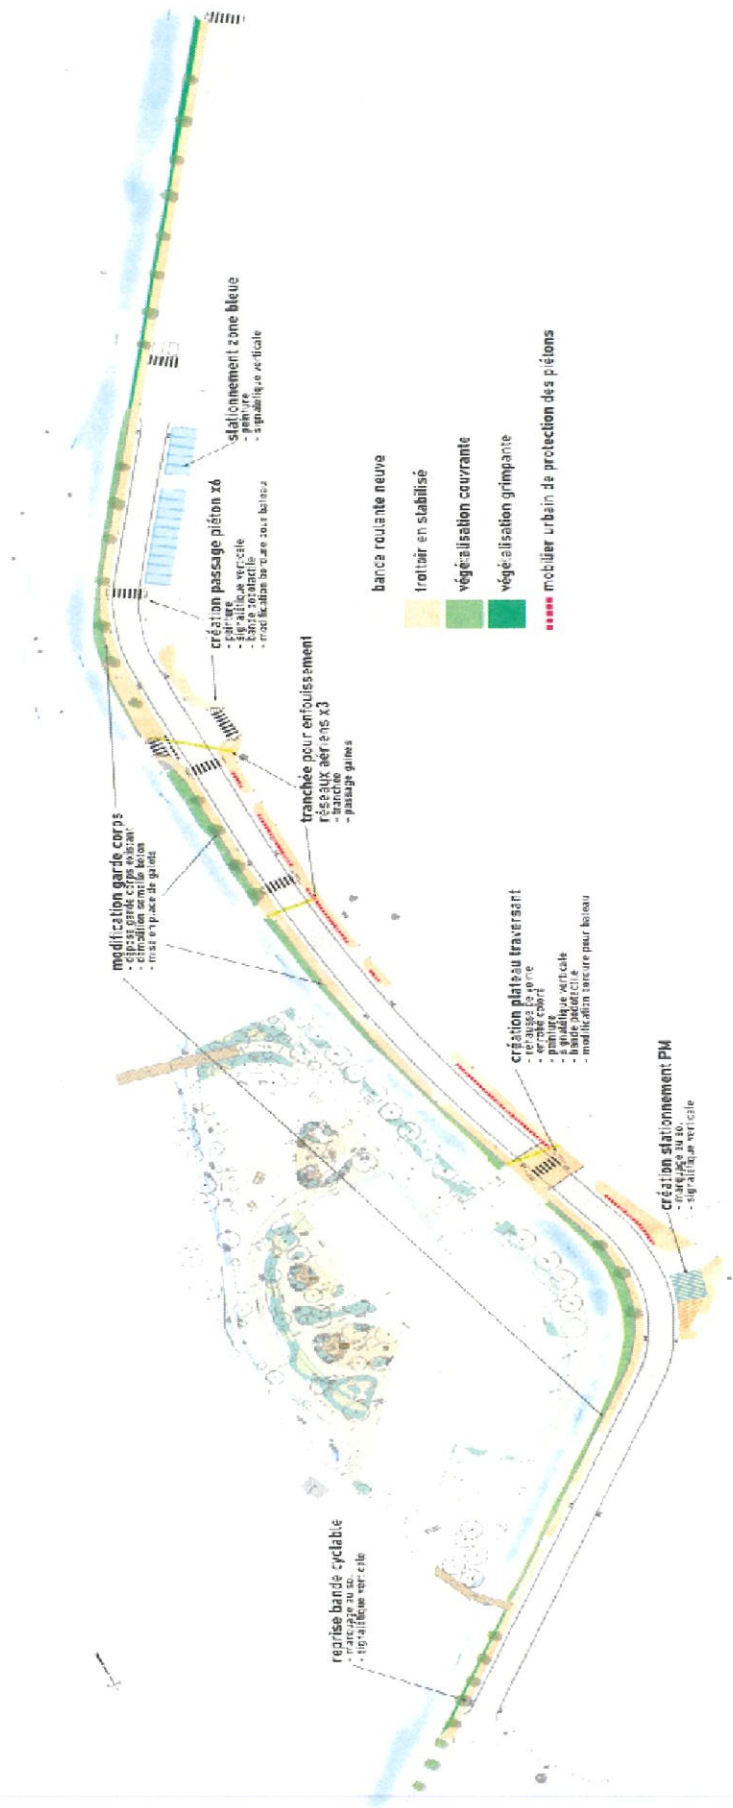 reprise bande cyclable
- marquage au sol
- signalétique verticale
modification garde corps
- dépose garde corps existant
- démolition semelle béton
- mise en place de galets
création passage piéton x6
- peinture
- signalétique verticale
- bande podotactile
- modification bordure pour bateau
stationnement zone bleue
- peinture
- signalétique verticale
tranchée pour enfouissement
réseaux aériens x3
- tranchée
- passage gaines
création plateau traversant
- enrobé coloré
- peinture
- signalétique verticale
- bande podotactile
- modification bordure pour bateau
création stationnement PM
- marquage au sol
- signalétique verticale
bande roulante neuve
trottoir en stabilisé
végétalisation couvrante
végétalisation grimpante
mobilier urbain de protection des piétons